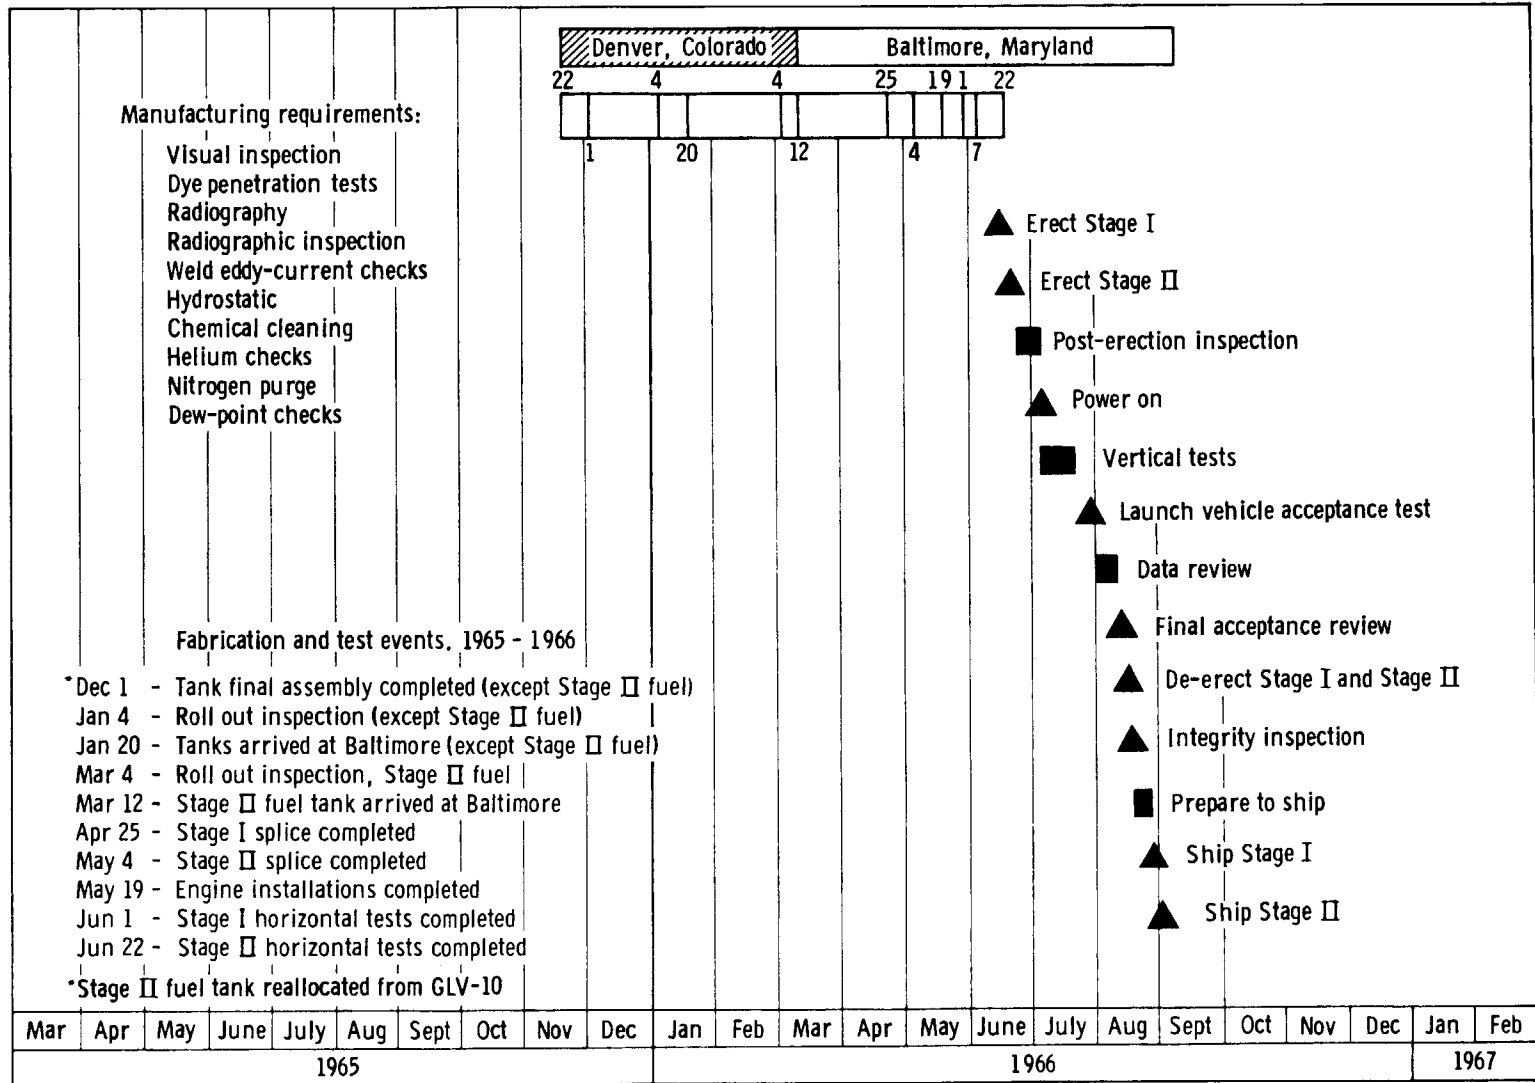 Denver, Colorado Baltimore, Maryland
22 4 4 25 19 1 22
1 20 12 4 7
Manufacturing requirements:
Visual inspection
Dye penetration tests
Radiography
Radiographic inspection
Weld eddy-current checks
Hydrostatic
Chemical cleaning
Helium checks
Nitrogen purge
Dew-point checks
Erect Stage I
Erect Stage II
Post-erection inspection
Power on
Vertical tests
Launch vehicle acceptance test
Data review
Final acceptance review
De-erect Stage I and Stage II
Integrity inspection
Prepare to ship
Ship Stage I
Ship Stage II
Fabrication and test events, 1965 - 1966
*Dec 1 - Tank final assembly completed (except Stage II fuel)
Jan 4 - Roll out inspection (except Stage II fuel)
Jan 20 - Tanks arrived at Baltimore (except Stage II fuel)
Mar 4 - Roll out inspection, Stage II fuel
Mar 12 - Stage II fuel tank arrived at Baltimore
Apr 25 - Stage I splice completed
May 4 - Stage II splice completed
May 19 - Engine installations completed
Jun 1 - Stage I horizontal tests completed
Jun 22 - Stage II horizontal tests completed
*Stage II fuel tank reallocated from GLV-10
Mar Apr May June July Aug Sept Oct Nov Dec Jan Feb Mar Apr May June July Aug Sept Oct Nov Dec Jan Feb
1965 1966 1967